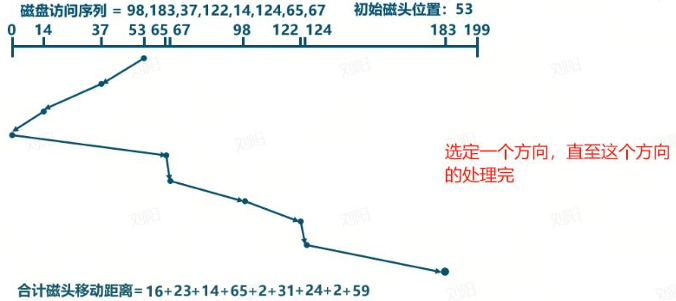 磁盘访问序列 = 98,183,37,122,14,124,65,67 初始磁头位置：53
0 14 37 53 65 67 98 122 124 183 199
选定一个方向，直至这个方向
的处理完
合计磁头移动距离=16+23+14+65+2+31+24+2+59